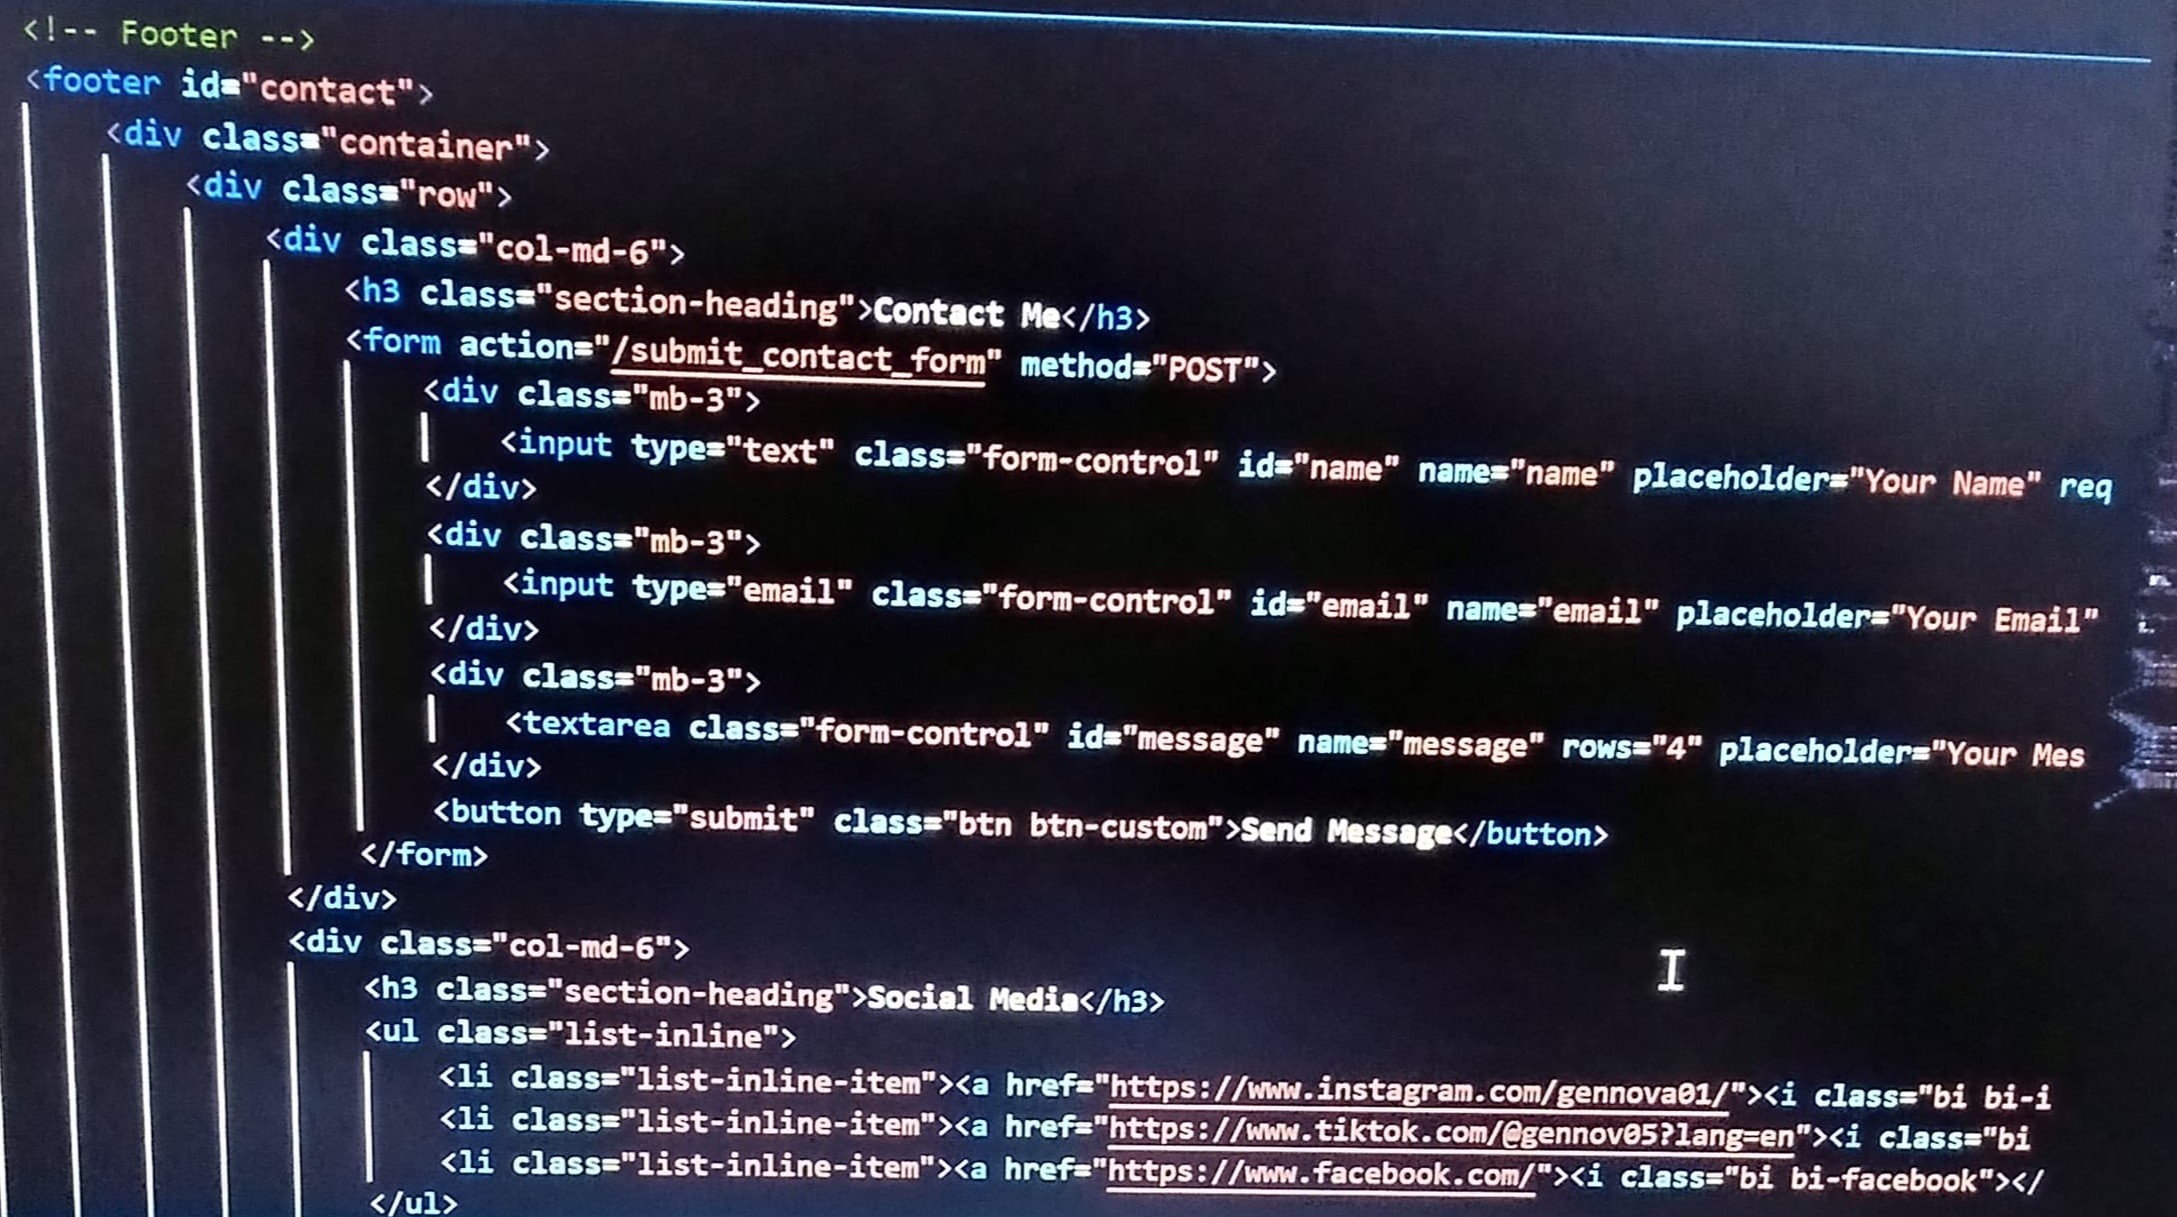 <!-- Footer -->
<footer id="contact">
<div class="container">
<div class="row">
<div class="col-md-6">
<h3 class="section-heading">Contact Me</h3>
<form action="/submit_contact_form" method="POST">
<div class="mb-3">
<input type="text" class="form-control" id="name" name="name" placeholder="Your Name" req
</div>
<div class="mb-3">
<input type="email" class="form-control" id="email" name="email" placeholder="Your Email"
</div>
<div class="mb-3">
<textarea class="form-control" id="message" name="message" rows="4" placeholder="Your Mes
</div>
<button type="submit" class="btn btn-custom">Send Message</button>
</form>
</div>
<div class="col-md-6">
<h3 class="section-heading">Social Media</h3>
<ul class="list-inline">
<li class="list-inline-item"><a href="https://www.instagram.com/gennova01/"><i class="bi bi-i
<li class="list-inline-item"><a href="https://www.tiktok.com/@gennov05?lang=en"><i class="bi
<li class="list-inline-item"><a href="https://www.facebook.com/"><i class="bi bi-facebook"></
</ul>